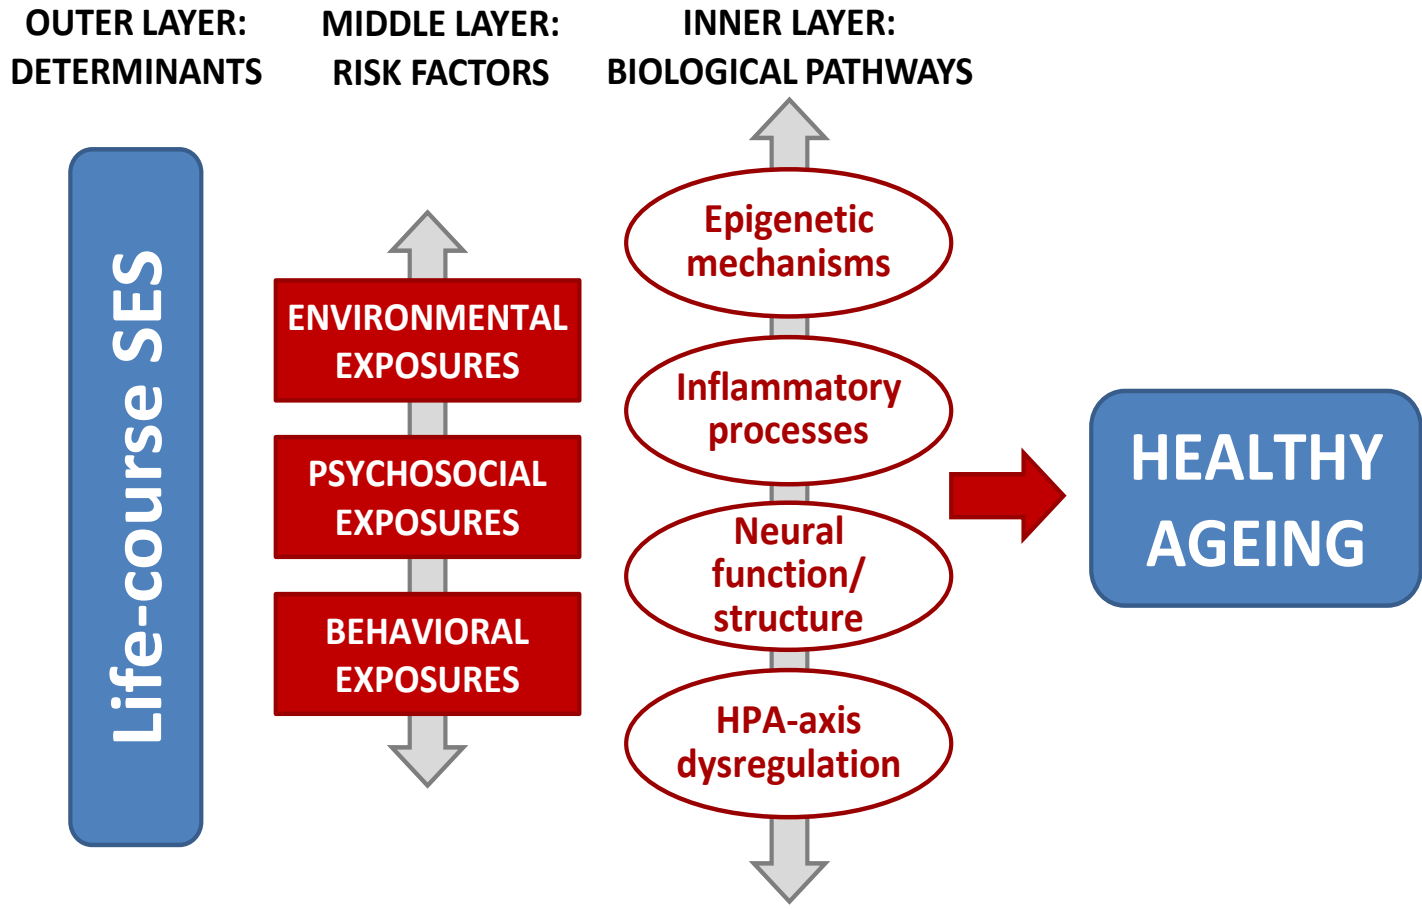 OUTER LAYER:
DETERMINANTS
MIDDLE LAYER:
RISK FACTORS
INNER LAYER:
BIOLOGICAL PATHWAYS
Life-course SES
ENVIRONMENTAL
EXPOSURES
PSYCHOSOCIAL
EXPOSURES
BEHAVIORAL
EXPOSURES
Epigenetic
mechanisms
Inflammatory
processes
Neural
function/
structure
HPA-axis
dysregulation
HEALTHY
AGEING